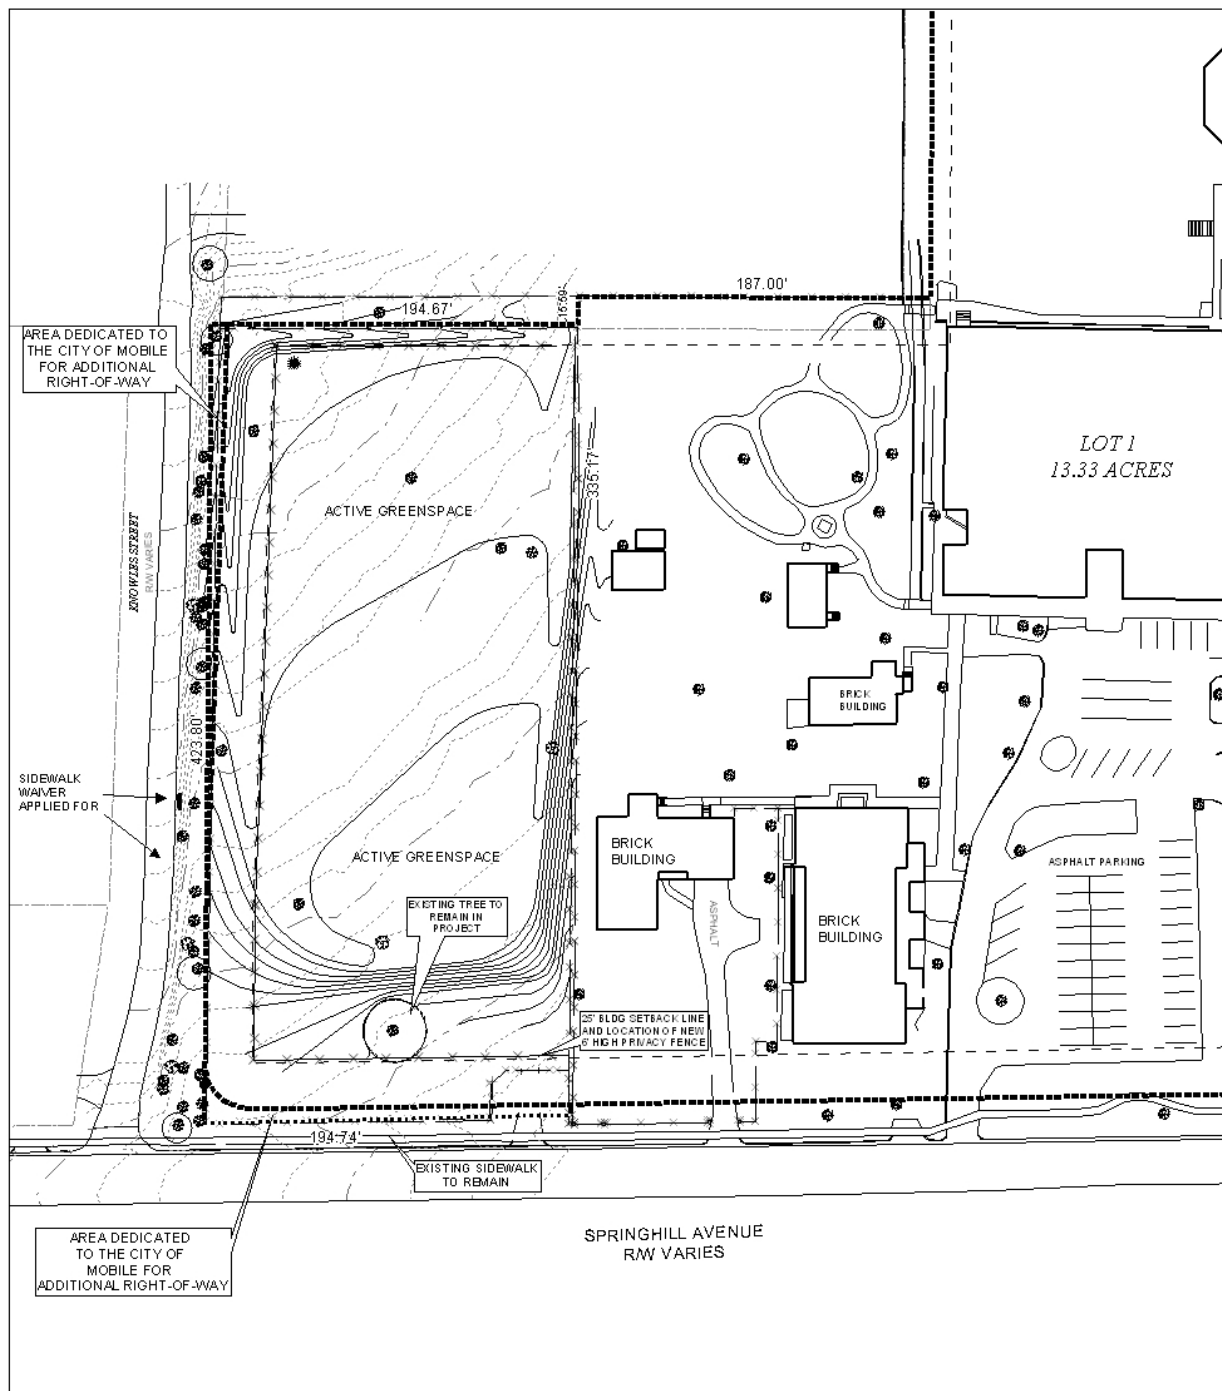 187.00'
15.59'
194.67'
AREA DEDICATED TO
THE CITY OF MOBILE
FOR ADDITIONAL
RIGHT-OF-WAY
LOT 1
13.33 ACRES
335.17'
ACTIVE GREENSPACE
KNOWLES STREET
R/W VARIES
BRICK
BUILDING
423.80'
SIDEWALK
WAIVER
APPLIED FOR
BRICK
BUILDING
ACTIVE GREENSPACE
ASPHALT PARKING
EXISTING TREE TO
REMAIN IN
PROJECT
ASPHALT
BRICK
BUILDING
25' BLDG SETBACK LINE
AND LOCATION OF NEW
6' HIGH PRIVACY FENCE
194.74'
EXISTING SIDEWALK
TO REMAIN
SPRINGHILL AVENUE
R/W VARIES
AREA DEDICATED
TO THE CITY OF
MOBILE FOR
ADDITIONAL RIGHT-OF-WAY